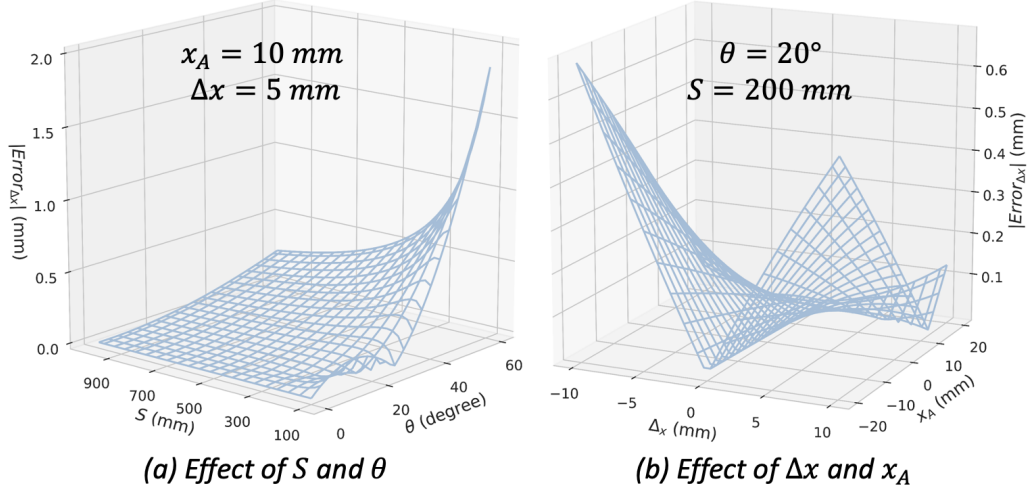 x_A = 10 mm
Δx = 5 mm
2.0
1.5
1.0
0.5
0.0
|Error_Δx| (mm)
900
700
500
300
100
S (mm)
0
20
40
60
θ (degree)
(a) Effect of S and θ
θ = 20°
S = 200 mm
0.6
0.5
0.4
0.3
0.2
0.1
|Error_Δx| (mm)
−10
−5
0
5
10
Δ_x (mm)
−20
−10
0
10
20
x_A (mm)
(b) Effect of Δx and x_A